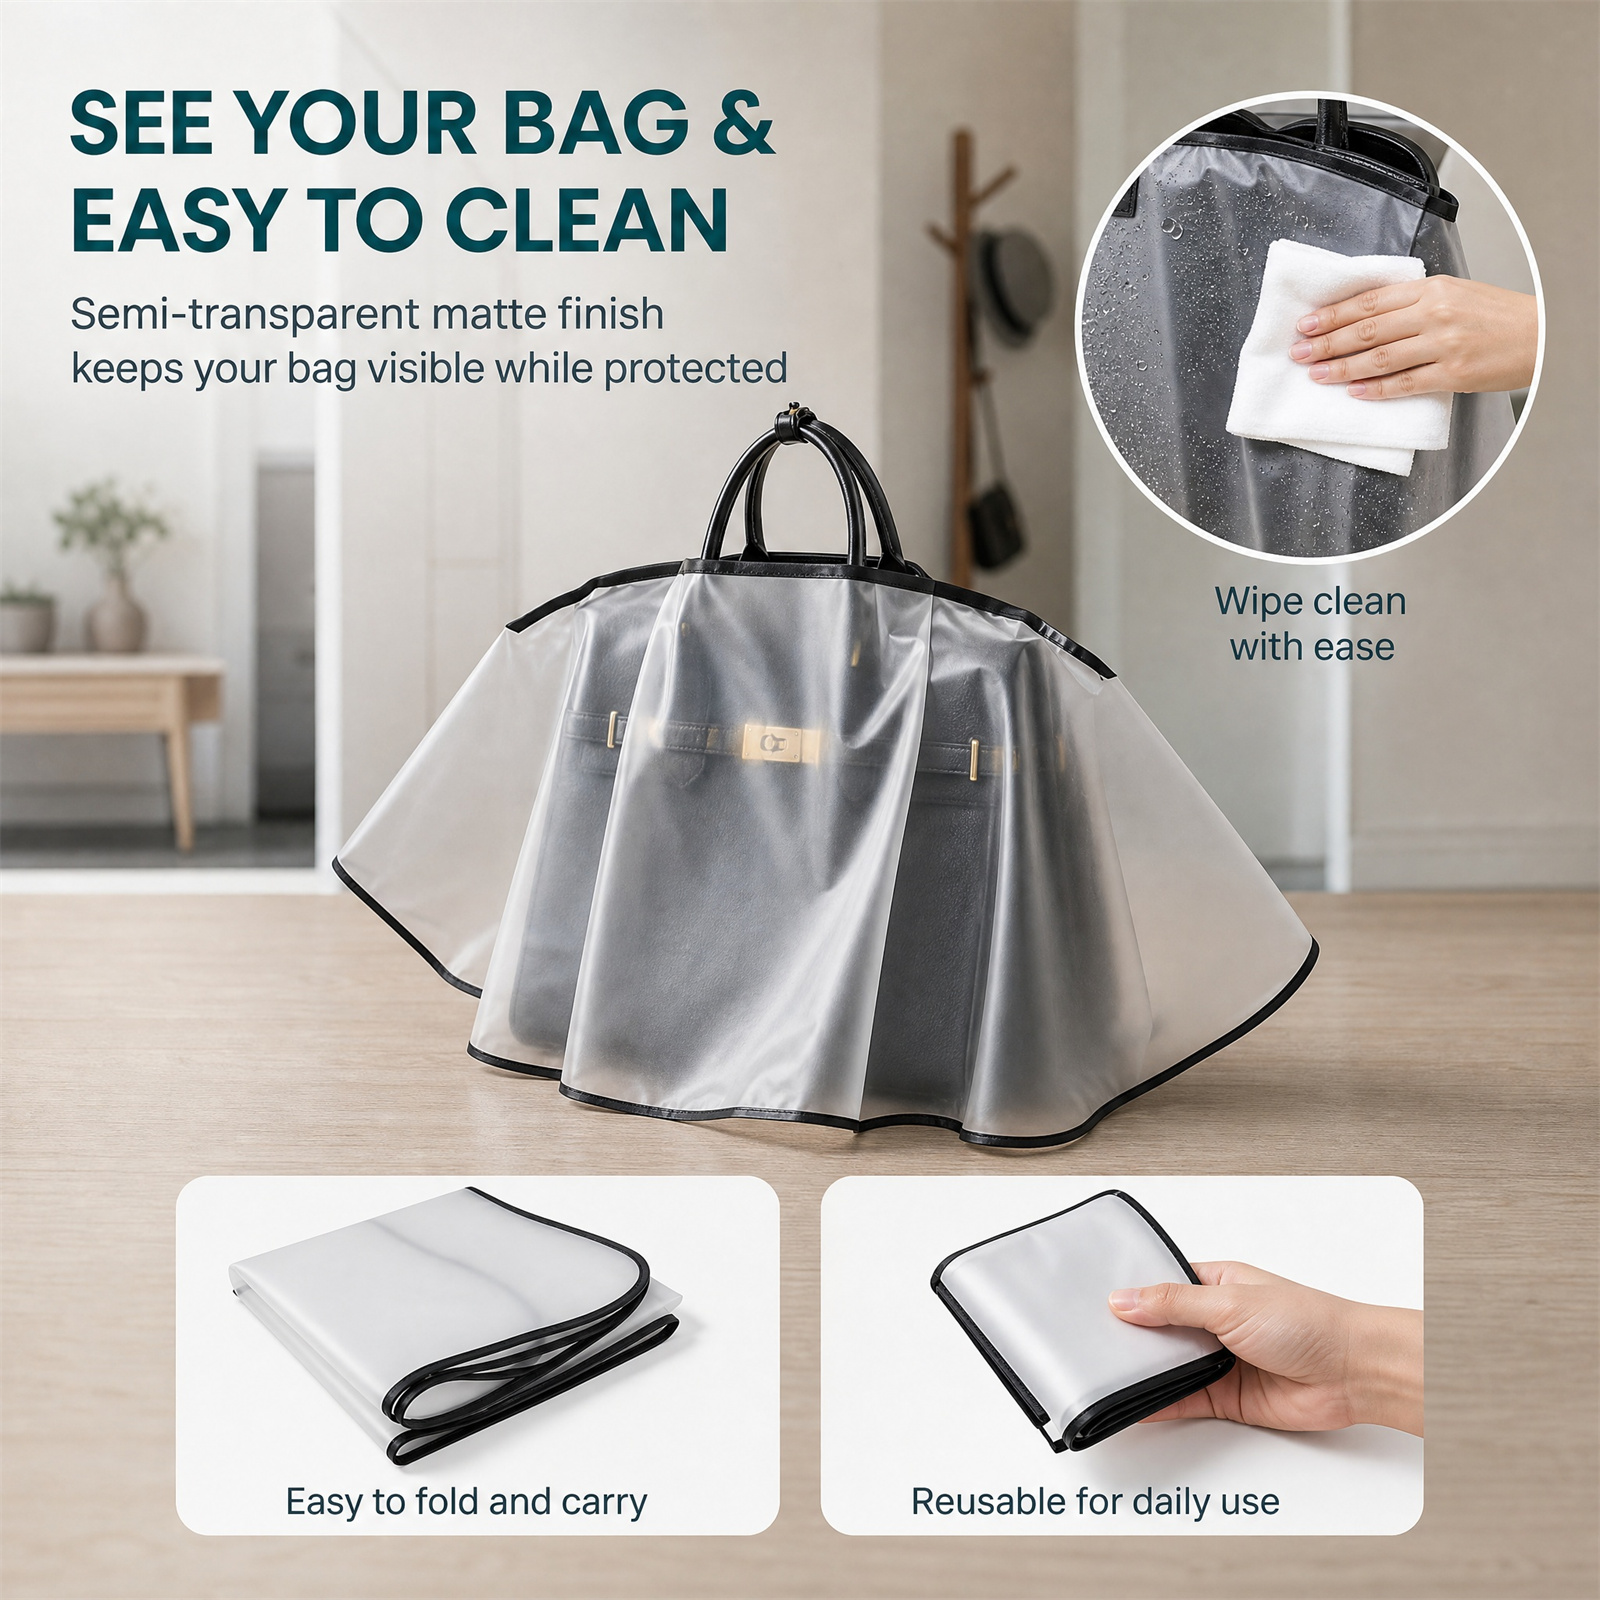 SEE YOUR BAG &
EASY TO CLEAN
Semi-transparent matte finish
keeps your bag visible while protected
Wipe clean
with ease
Easy to fold and carry
Reusable for daily use